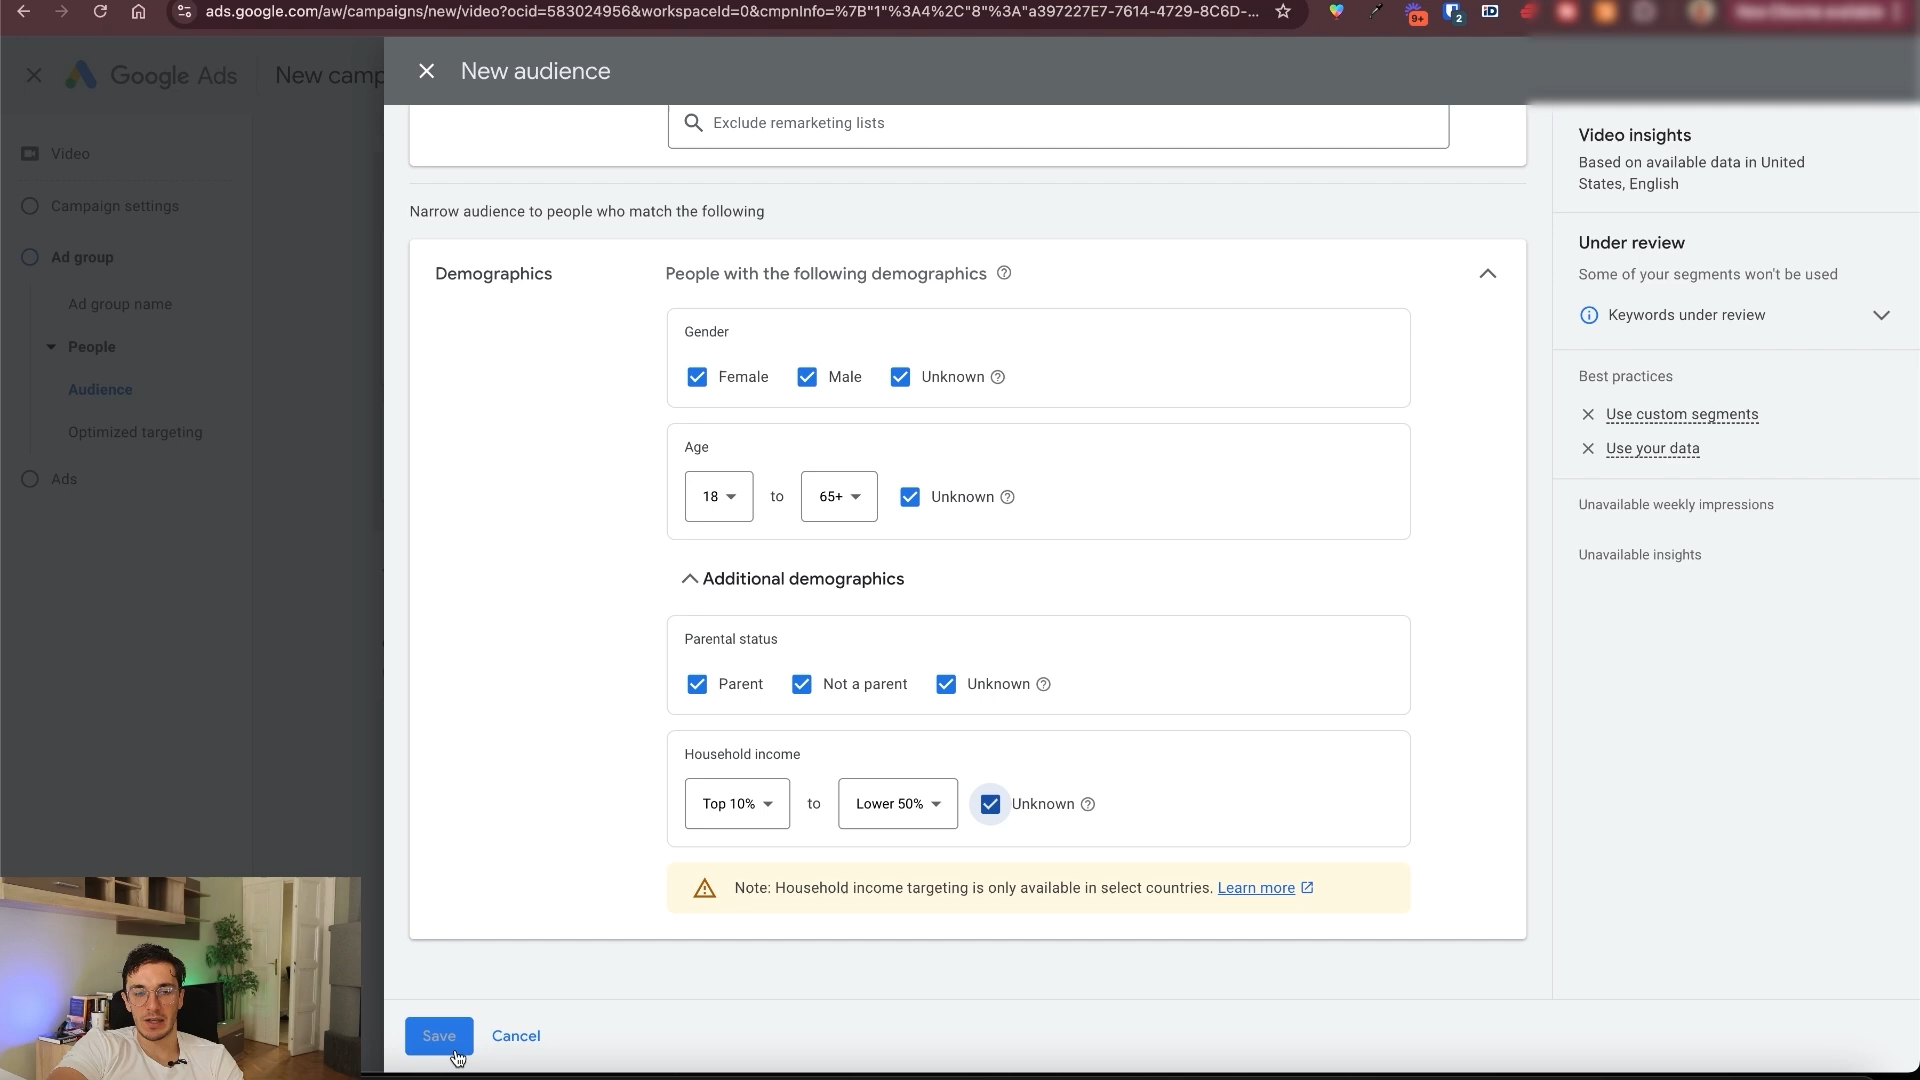 ads.google.com/aw/campaigns/new/video?ocid=583024956&workspaceId=0&cmpnInfo=%7B"1"%3A4%2C"8"%3A"a397227E7-7614-4729-8C6D-...
9+
2
ID
Google Ads
New camp
New audience
Video
Campaign settings
Ad group
Ad group name
People
Audience
Optimized targeting
Ads
Exclude remarketing lists
Narrow audience to people who match the following
Demographics
People with the following demographics
Gender
Female
Male
Unknown
Age
18
to
65+
Unknown
Additional demographics
Parental status
Parent
Not a parent
Unknown
Household income
Top 10%
to
Lower 50%
Unknown
Note: Household income targeting is only available in select countries. Learn more
Save
Cancel
Video insights
Based on available data in United
States, English
Under review
Some of your segments won't be used
Keywords under review
Best practices
Use custom segments
Use your data
Unavailable weekly impressions
Unavailable insights